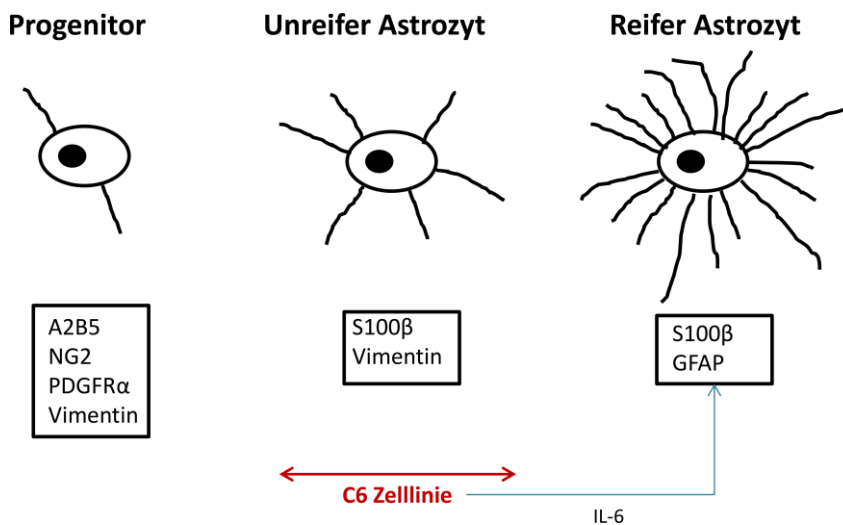 Progenitor
Unreifer Astrozyt
Reifer Astrozyt
A2B5
NG2
PDGFRα
Vimentin
S100β
Vimentin
S100β
GFAP
C6 Zelllinie
IL-6